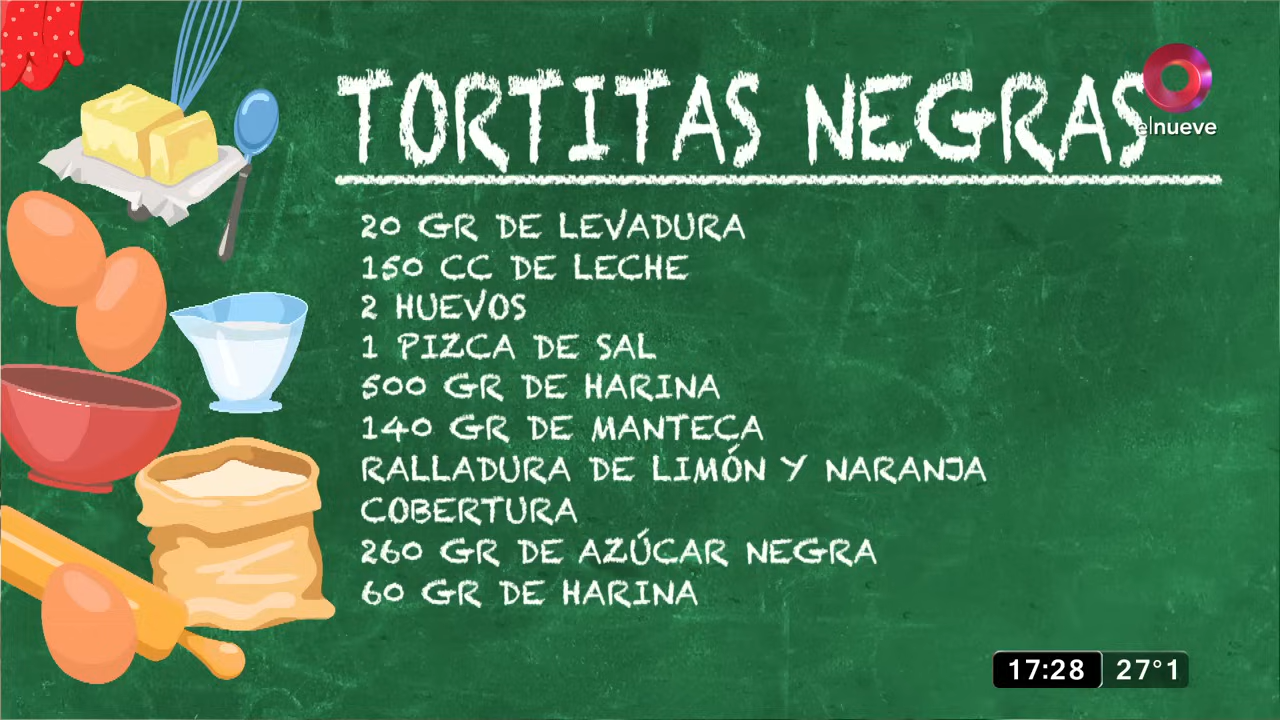 TORTITAS NEGRAS
elnueve
20 GR DE LEVADURA
150 CC DE LECHE
2 HUEVOS
1 PIZCA DE SAL
500 GR DE HARINA
140 GR DE MANTECA
RALLADURA DE LIMÓN Y NARANJA
COBERTURA
260 GR DE AZÚCAR NEGRA
60 GR DE HARINA
17:28 27°1